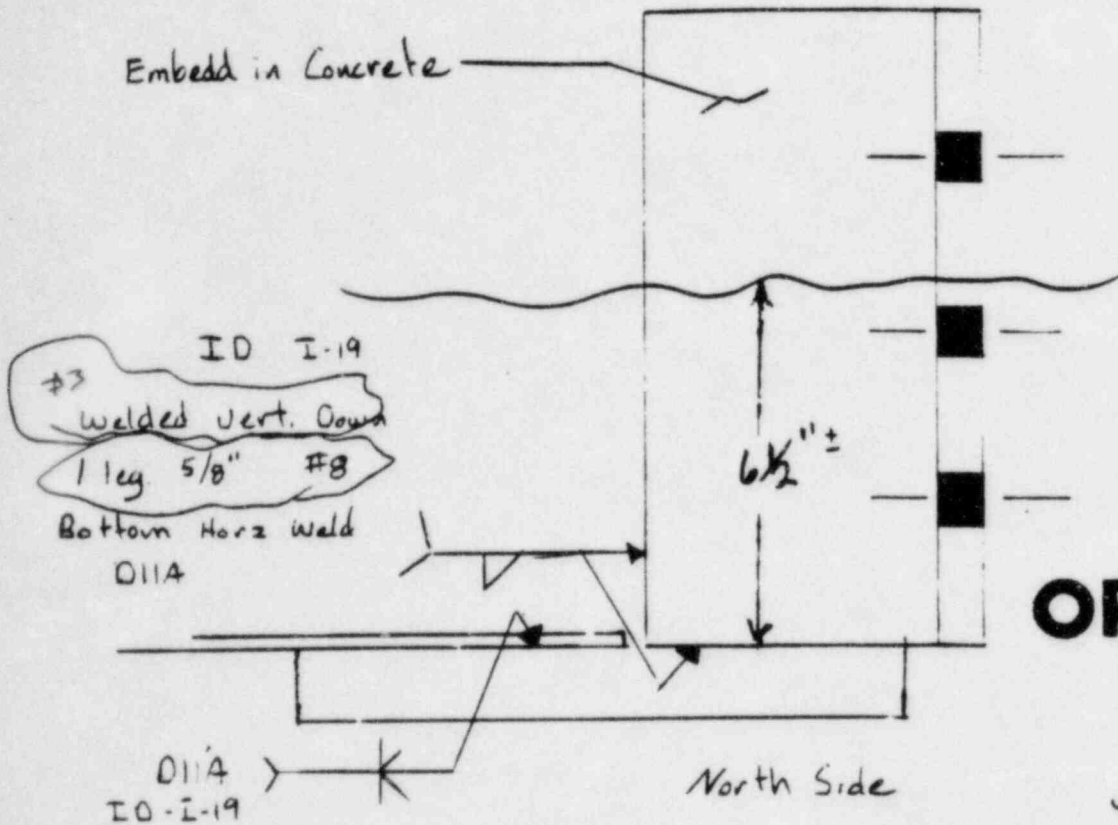 Embedd in Concrete
ID I-19
#3
Welded Vert. Down
1 leg. 5/8" #8
Bottom Horz Weld
D11A
6½" ±
D11A
ID-I-19
North Side